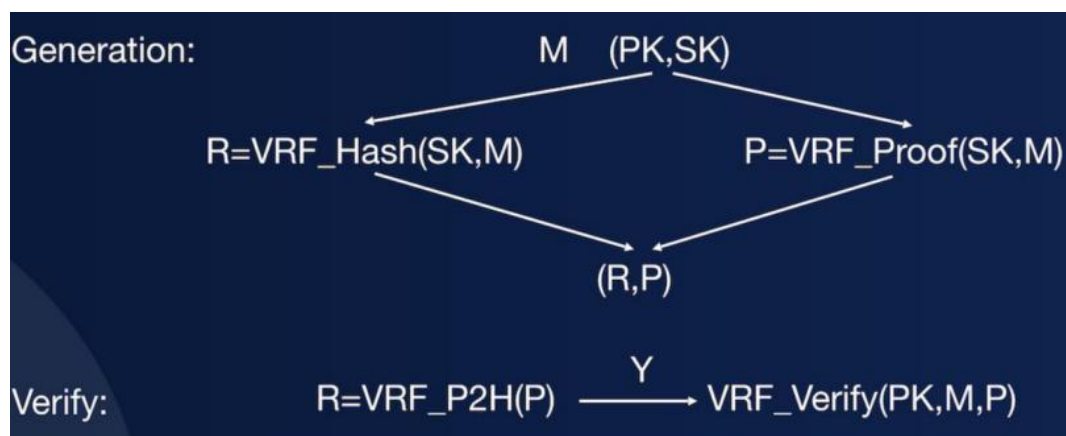 Generation: M (PK,SK)
R=VRF_Hash(SK,M) P=VRF_Proof(SK,M)
(R,P)
Y
Verify: R=VRF_P2H(P) VRF_Verify(PK,M,P)